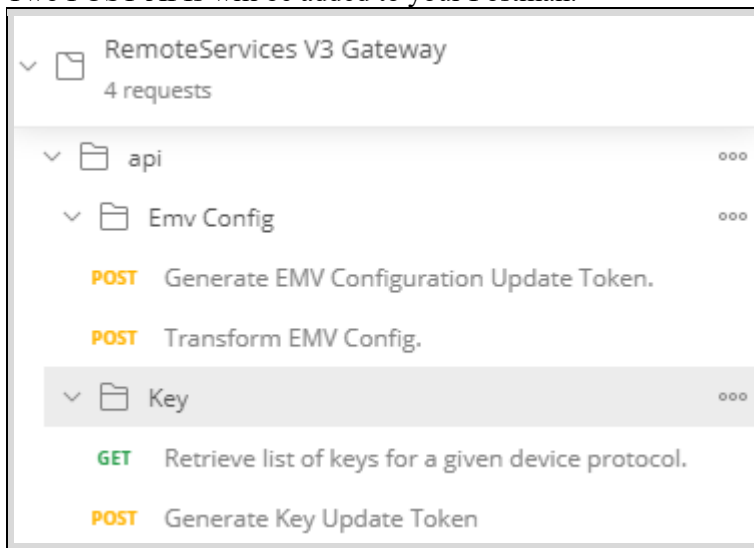 RemoteServices V3 Gateway
4 requests
api
Emv Config
POST Generate EMV Configuration Update Token.
POST Transform EMV Config.
Key
GET Retrieve list of keys for a given device protocol.
POST Generate Key Update Token